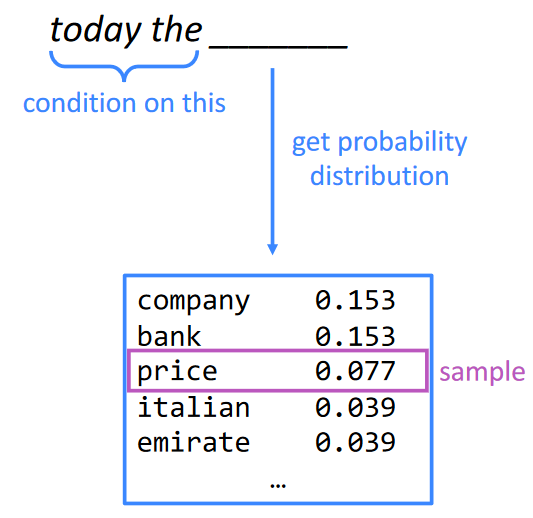 today the _______
condition on this
get probability
distribution
company 0.153
bank 0.153
price 0.077 sample
italian 0.039
emirate 0.039
…